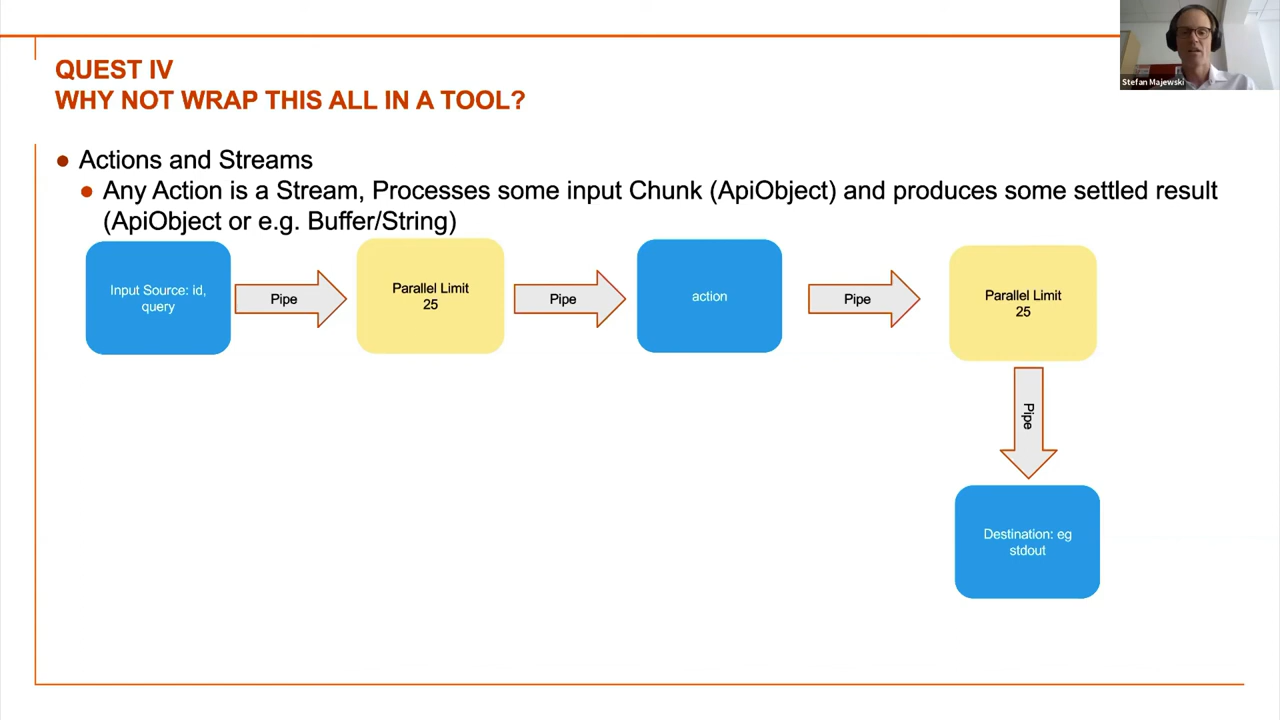 Stefan Majewski
QUEST IV
WHY NOT WRAP THIS ALL IN A TOOL?
Actions and Streams
Any Action is a Stream, Processes some input Chunk (ApiObject) and produces some settled result
(ApiObject or e.g. Buffer/String)
Input Source: id,
query
Pipe
Parallel Limit
25
Pipe
action
Pipe
Parallel Limit
25
Pipe
Destination: eg
stdout